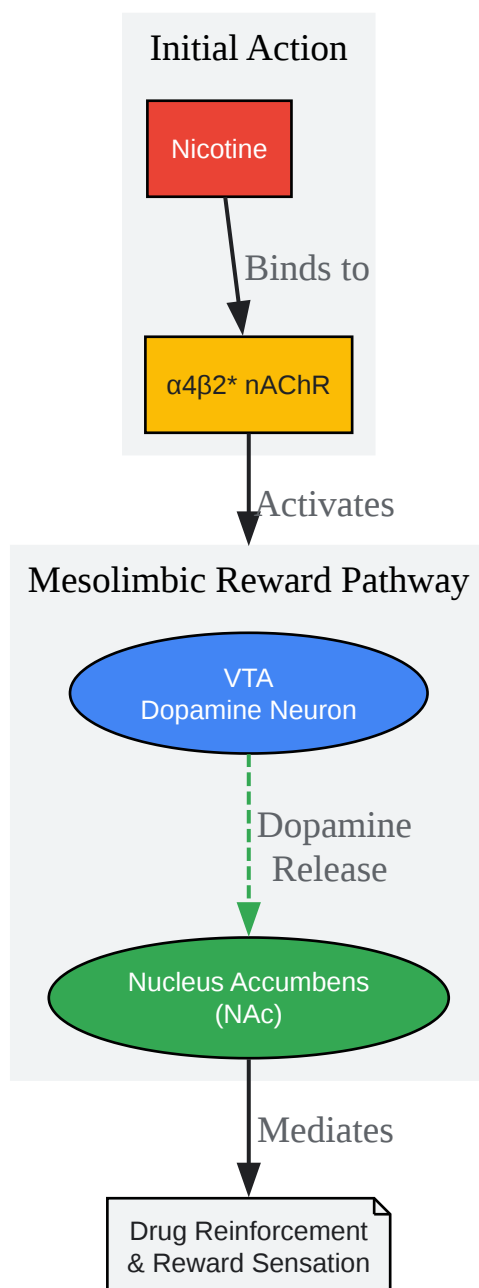 Initial Action
Nicotine
Binds to
α4β2* nAChR
Activates
Mesolimbic Reward Pathway
VTA
Dopamine Neuron
Dopamine
Release
Nucleus Accumbens
(NAc)
Mediates
Drug Reinforcement
& Reward Sensation